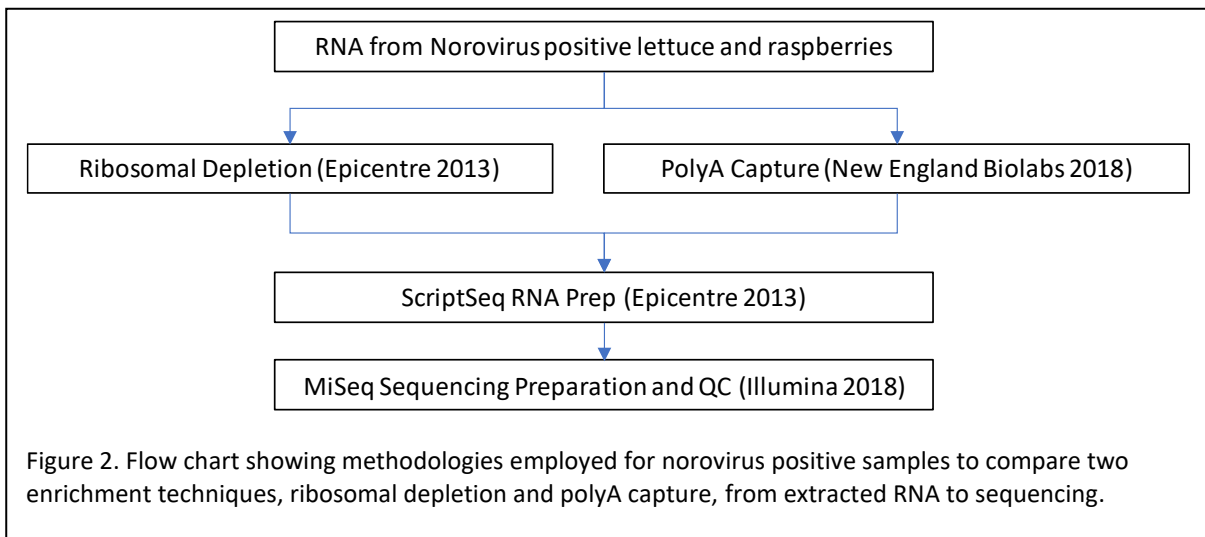 RNA from Norovirus positive lettuce and raspberries
Ribosomal Depletion (Epicentre 2013)
PolyA Capture (New England Biolabs 2018)
ScriptSeq RNA Prep (Epicentre 2013)
MiSeq Sequencing Preparation and QC (Illumina 2018)
Figure 2. Flow chart showing methodologies employed for norovirus positive samples to compare two
enrichment techniques, ribosomal depletion and polyA capture, from extracted RNA to sequencing.